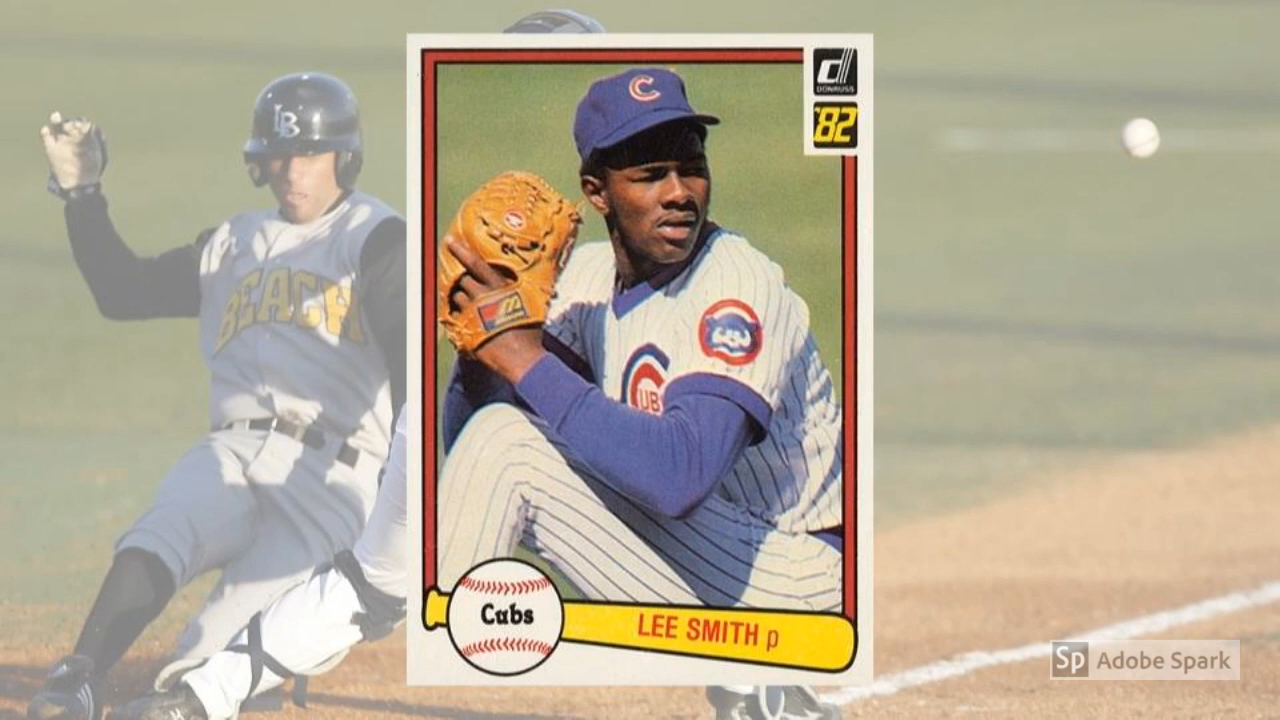 LB
BEACH
C
CUBS
d
DONRUSS
'82
Cubs
LEE SMITH p
Sp Adobe Spark